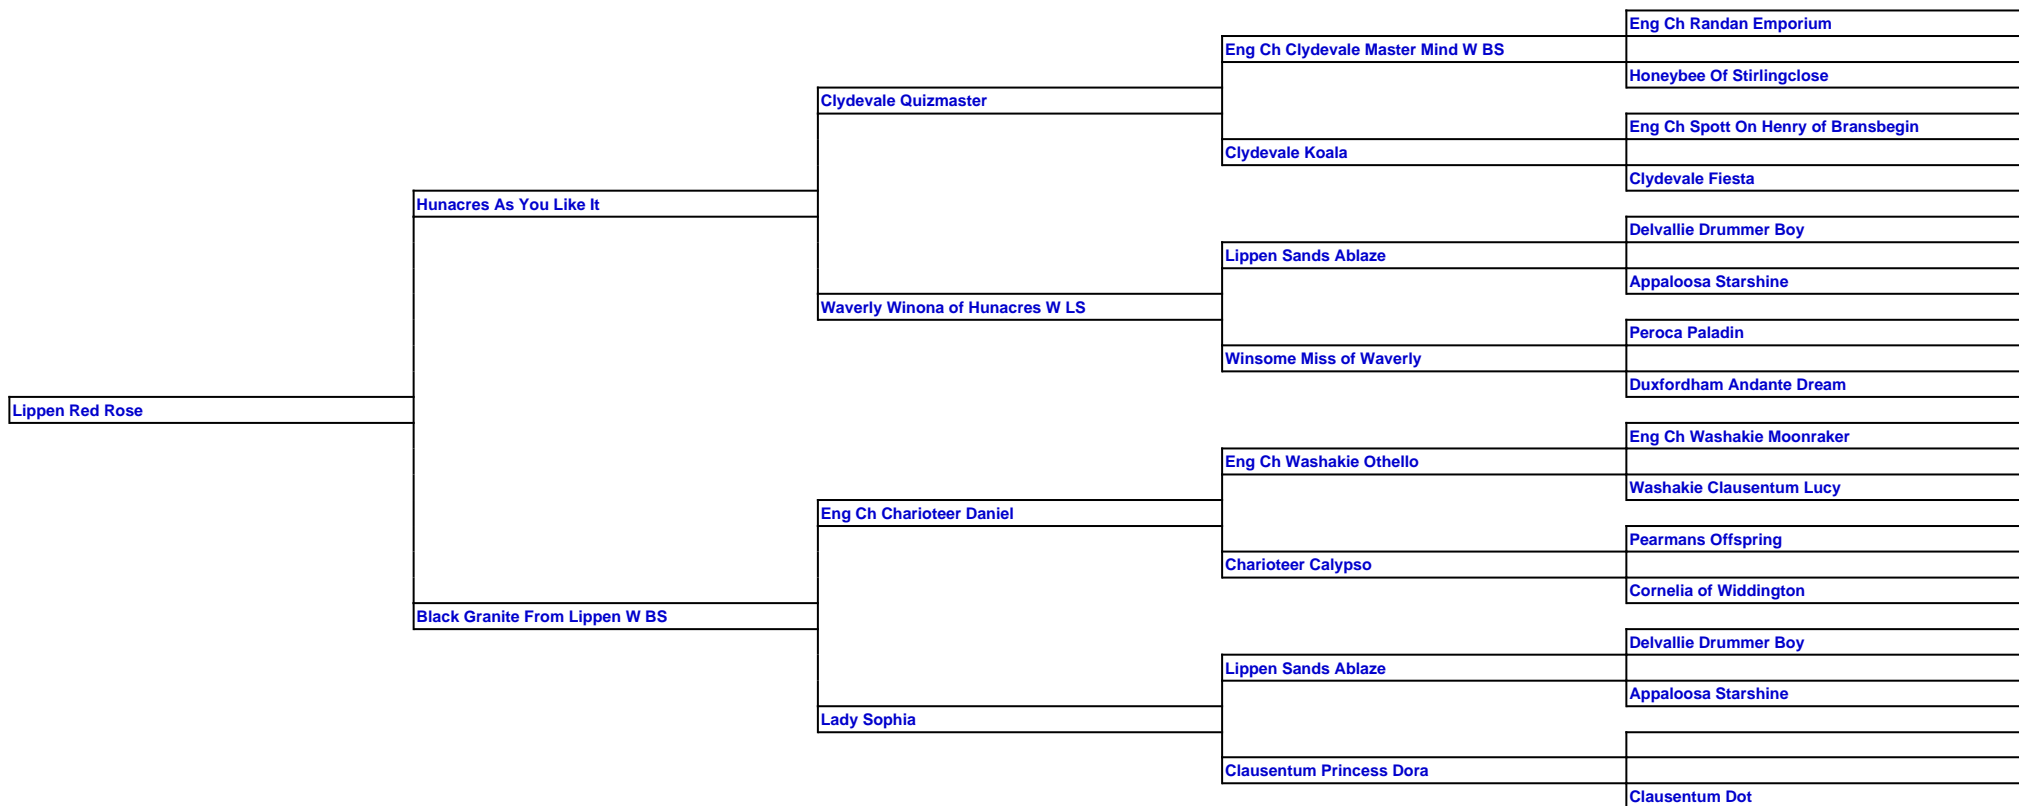 Eng Ch Randan Emporium
Eng Ch Clydevale Master Mind W BS
Honeybee Of Stirlingclose
Clydevale Quizmaster
Eng Ch Spott On Henry of Bransbegin
Clydevale Koala
Clydevale Fiesta
Hunacres As You Like It
Delvallie Drummer Boy
Lippen Sands Ablaze
Appaloosa Starshine
Waverly Winona of Hunacres W LS
Peroca Paladin
Winsome Miss of Waverly
Duxfordham Andante Dream
Lippen Red Rose
Eng Ch Washakie Moonraker
Eng Ch Washakie Othello
Washakie Clausentum Lucy
Eng Ch Charioteer Daniel
Pearmans Offspring
Charioteer Calypso
Cornelia of Widdington
Black Granite From Lippen W BS
Delvallie Drummer Boy
Lippen Sands Ablaze
Appaloosa Starshine
Lady Sophia
Clausentum Princess Dora
Clausentum Dot